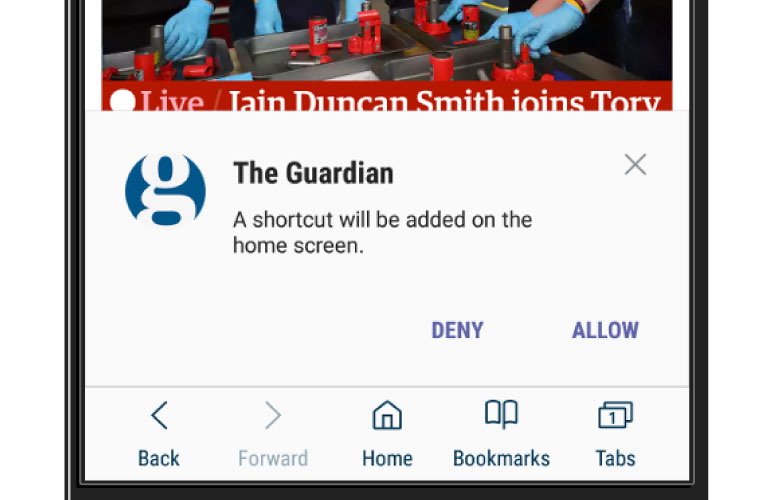 Live / Iain Duncan Smith joins Tory
g
The Guardian
A shortcut will be added on the
home screen.
DENY ALLOW
1
Back Forward Home Bookmarks Tabs